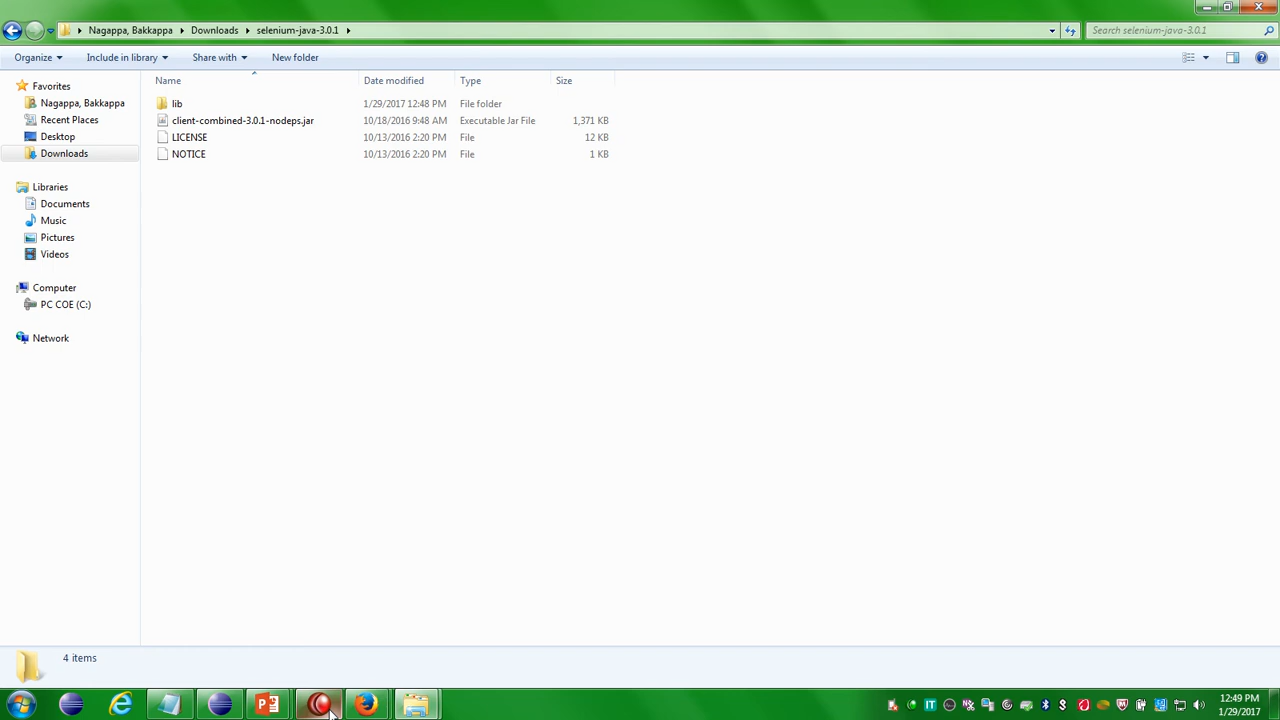 Nagappa, Bakkappa Downloads selenium-java-3.0.1
Search selenium-java-3.0.1
Organize Include in library Share with New folder
Name Date modified Type Size
Favorites
Nagappa, Bakkappa
Recent Places
Desktop
Downloads
Libraries
Documents
Music
Pictures
Videos
Computer
PC COE (C:)
Network
lib 1/29/2017 12:48 PM File folder
client-combined-3.0.1-nodeps.jar 10/18/2016 9:48 AM Executable Jar File 1,371 KB
LICENSE 10/13/2016 2:20 PM File 12 KB
NOTICE 10/13/2016 2:20 PM File 1 KB
4 items
IT
12:49 PM
1/29/2017